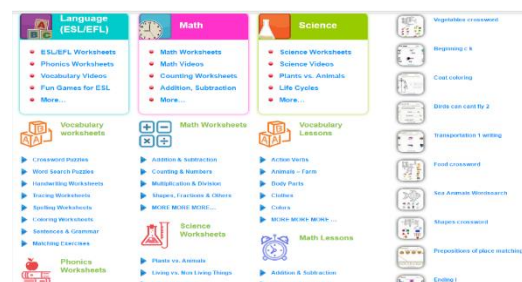 Language
(ESL/EFL)
ESL/EFL Worksheets
Phonics Worksheets
Vocabulary Videos
Fun Games for ESL
More...
Math
Math Worksheets
Math Videos
Counting Worksheets
Addition, Subtraction
More...
Science
Science Worksheets
Science Videos
Plants vs. Animals
Life Cycles
More...
Vocabulary
worksheets
Crossword Puzzles
Word Search Puzzles
Handwriting Worksheets
Tracing Worksheets
Spelling Worksheets
Coloring Worksheets
Sentences & Grammar
Matching Exercises
Phonics
Worksheets
Math Worksheets
Addition & Subtraction
Counting & Numbers
Multiplication & Division
Shapes, Fractions & Others
MORE MORE MORE...
Science
Worksheets
Plants vs. Animals
Living vs. Non Living Things
Vocabulary
Lessons
Action Verbs
Animals – Farm
Body Parts
Clothes
Colors
MORE MORE MORE ...
Math Lessons
Addition & Subtraction
Vegetables crossword
Beginning c k
Coat coloring
Birds can cant fly 2
Transportation 1 writing
Food crossword
Sea Animals Wordsearch
Shapes crossword
Prepositions of place matching
Ending i